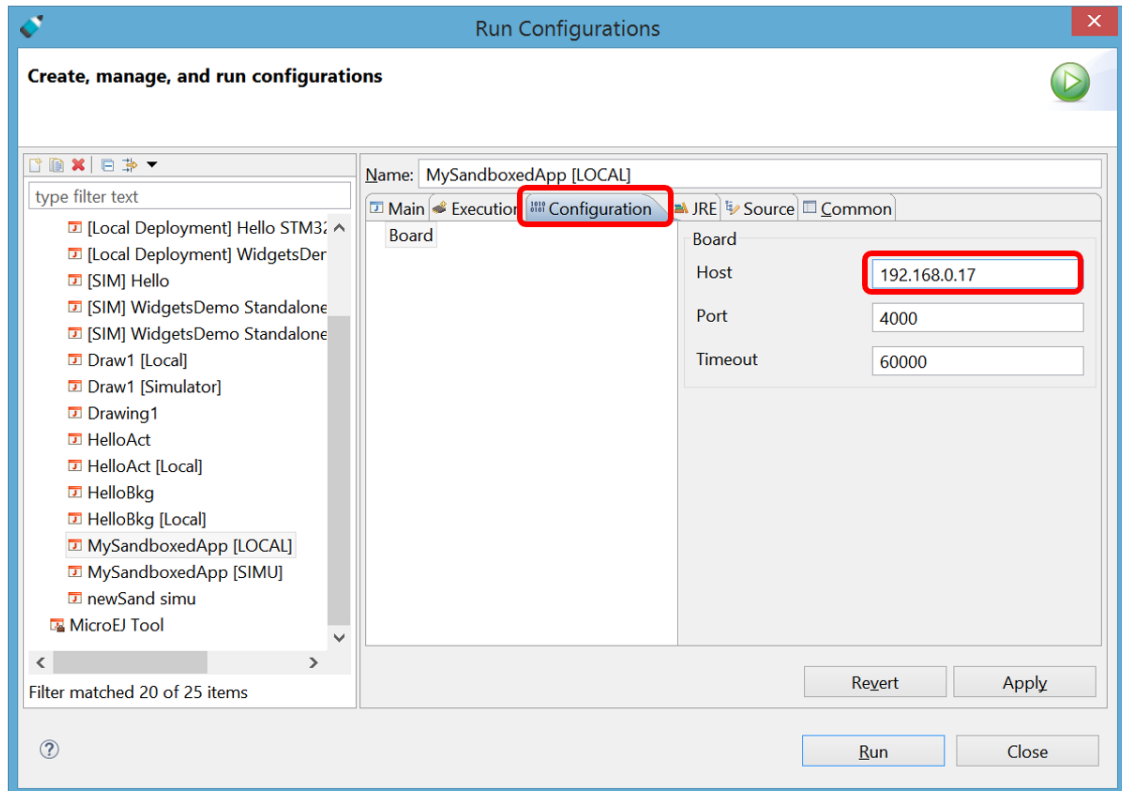 Run Configurations
Create, manage, and run configurations
type filter text
[Local Deployment] Hello STM32
[Local Deployment] WidgetsDer
[SIM] Hello
[SIM] WidgetsDemo Standalone
[SIM] WidgetsDemo Standalone
Draw1 [Local]
Draw1 [Simulator]
Drawing1
HelloAct
HelloAct [Local]
HelloBkg
HelloBkg [Local]
MySandboxedApp [LOCAL]
MySandboxedApp [SIMU]
newSand simu
MicroEJ Tool
Filter matched 20 of 25 items
Name: MySandboxedApp [LOCAL]
Main Execution Configuration JRE Source Common
Board
Board
Host 192.168.0.17
Port 4000
Timeout 60000
Revert Apply
Run Close